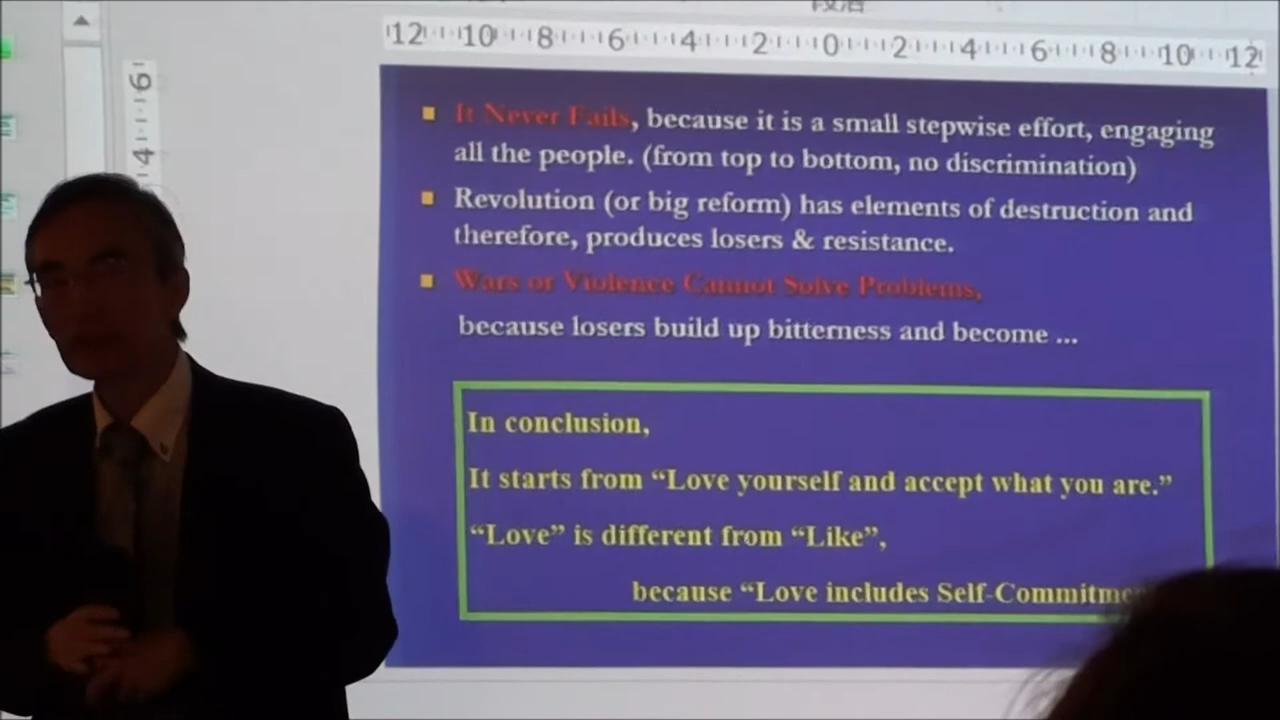 12 10 8 6 4 2 0 2 4 6 8 10 12
6
4
It Never Fails, because it is a small stepwise effort, engaging
all the people. (from top to bottom, no discrimination)
Revolution (or big reform) has elements of destruction and
therefore, produces losers & resistance.
Wars or Violence Cannot Solve Problems,
because losers build up bitterness and become ...
In conclusion,
It starts from “Love yourself and accept what you are.”
“Love” is different from “Like”,
because “Love includes